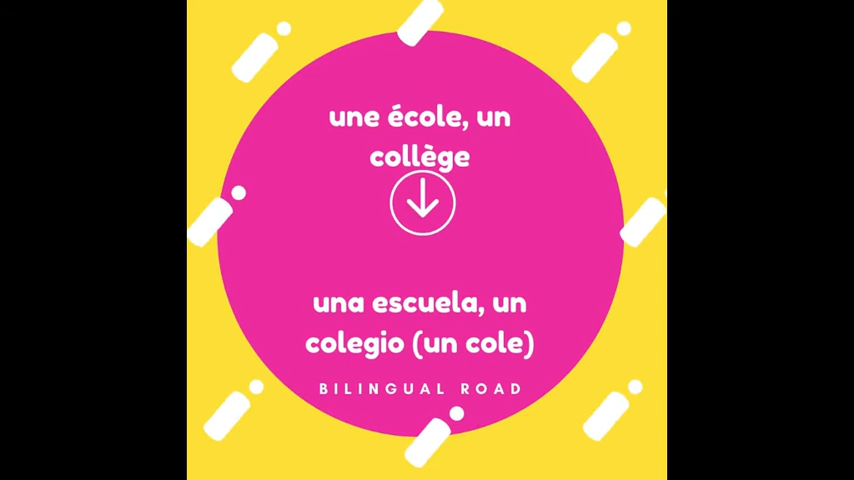 une école, un
collège
una escuela, un
colegio (un cole)
BILINGUAL ROAD